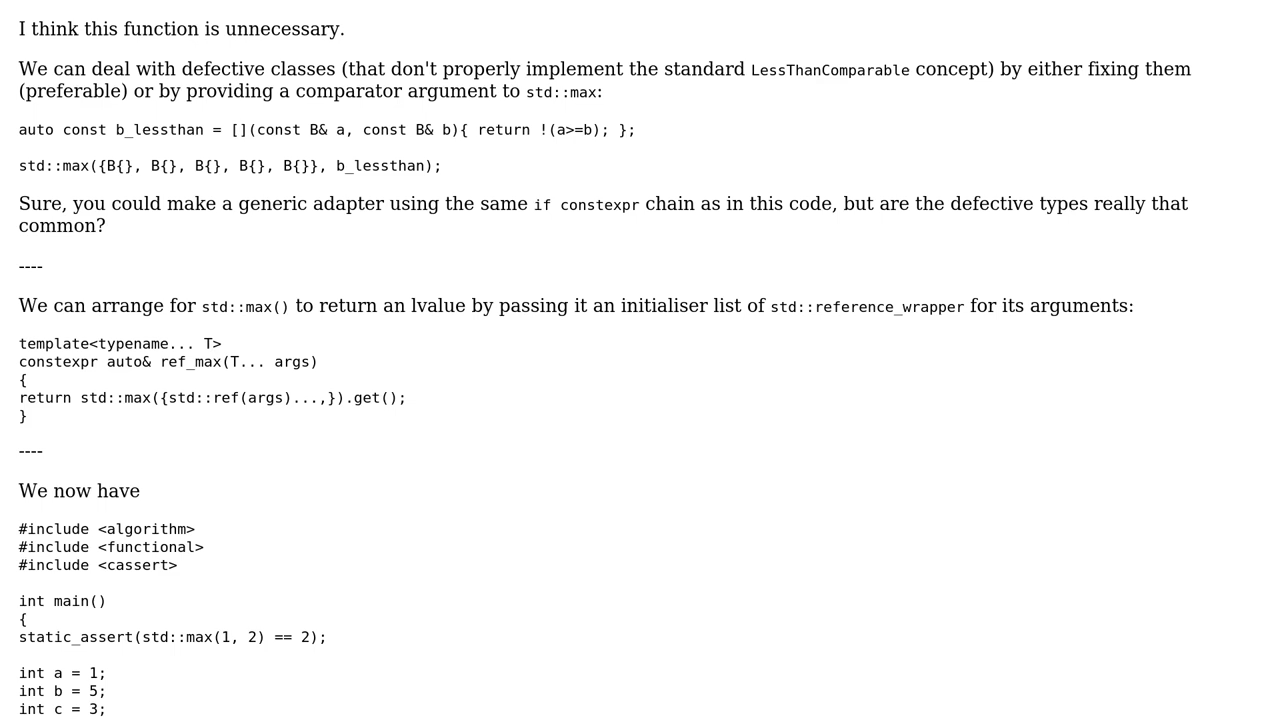 I think this function is unnecessary.
We can deal with defective classes (that don't properly implement the standard LessThanComparable concept) by either fixing them
(preferable) or by providing a comparator argument to std::max:
auto const b_lessthan = [](const B& a, const B& b){ return !(a>=b); };
std::max({B{}, B{}, B{}, B{}, B{}}, b_lessthan);
Sure, you could make a generic adapter using the same if constexpr chain as in this code, but are the defective types really that
common?
----
We can arrange for std::max() to return an lvalue by passing it an initialiser list of std::reference_wrapper for its arguments:
template<typename... T>
constexpr auto& ref_max(T... args)
{
return std::max({std::ref(args)...,}).get();
}
----
We now have
#include <algorithm>
#include <functional>
#include <cassert>
int main()
{
static_assert(std::max(1, 2) == 2);
int a = 1;
int b = 5;
int c = 3;